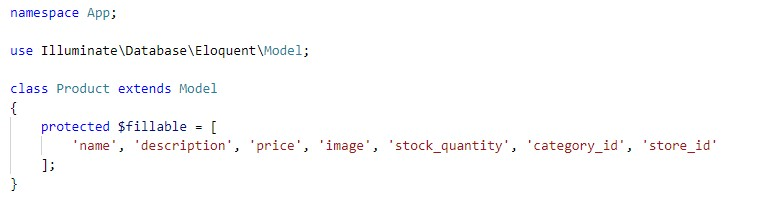 namespace App;
use Illuminate\Database\Eloquent\Model;
class Product extends Model
{
protected $fillable = [
'name', 'description', 'price', 'image', 'stock_quantity', 'category_id', 'store_id'
];
}